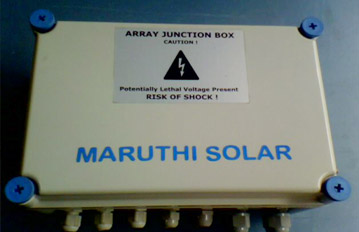 ARRAY JUNCTION BOX
CAUTION !
Potentially Lethal Voltage Present
RISK OF SHOCK !
MARUTHI SOLAR